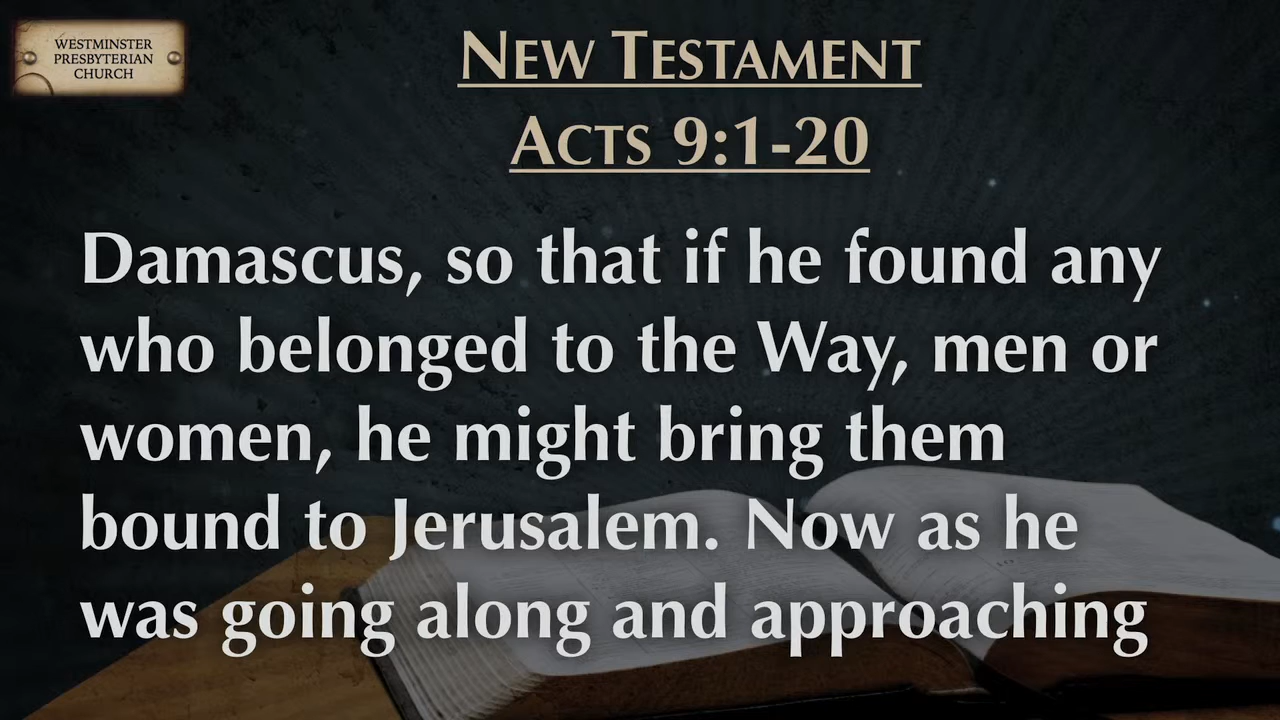 WESTMINSTER
PRESBYTERIAN
CHURCH
NEW TESTAMENT
ACTS 9:1-20
Damascus, so that if he found any
who belonged to the Way, men or
women, he might bring them
bound to Jerusalem. Now as he
was going along and approaching